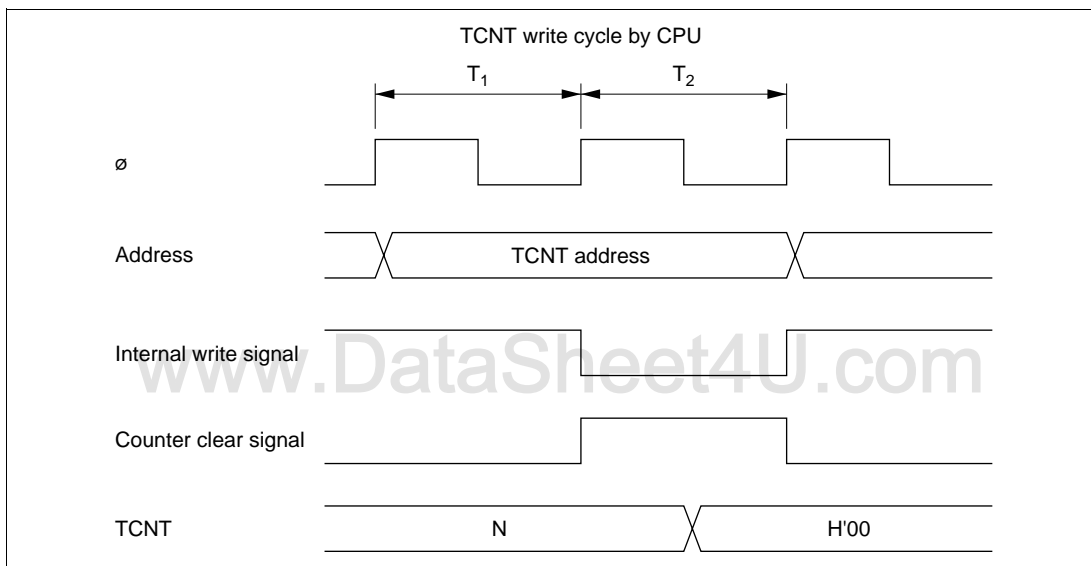 TCNT write cycle by CPU
T1 T2
ø
Address TCNT address
Internal write signal
www.DataSheet4U.com
Counter clear signal
TCNT N H'00